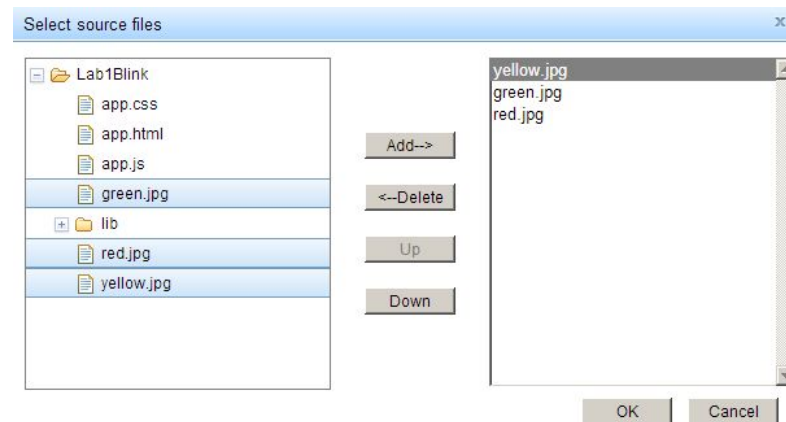 Select source files
x
Lab1Blink
app.css
app.html
app.js
green.jpg
lib
red.jpg
yellow.jpg
Add-->
<--Delete
Up
Down
yellow.jpg
green.jpg
red.jpg
OK
Cancel